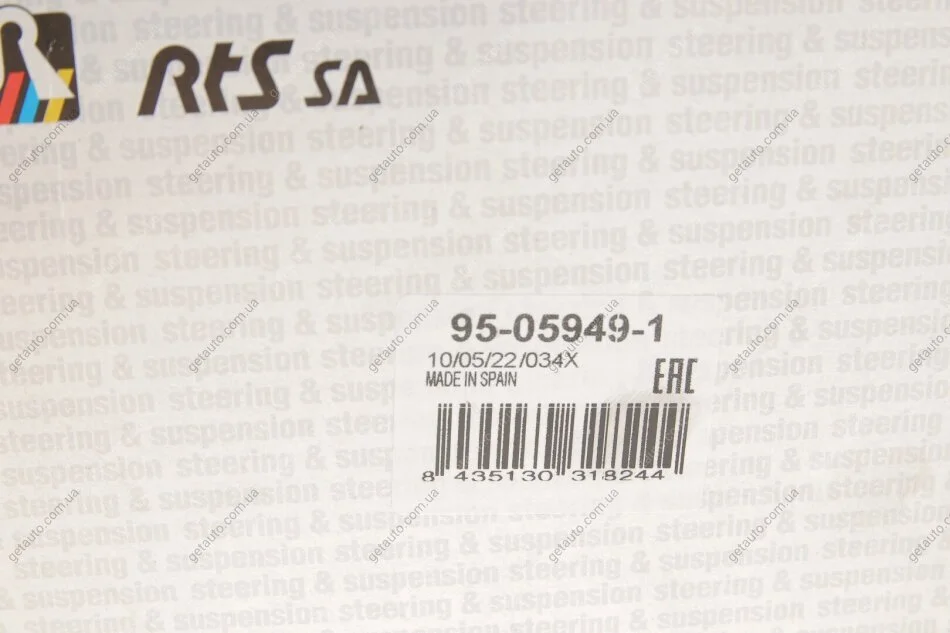 RtS SA
steering & suspension steering & suspension steering & suspension
95-05949-1
10/05/22 /034X
MADE IN SPAIN
EAC
8 435130 318244
getauto.com.ua